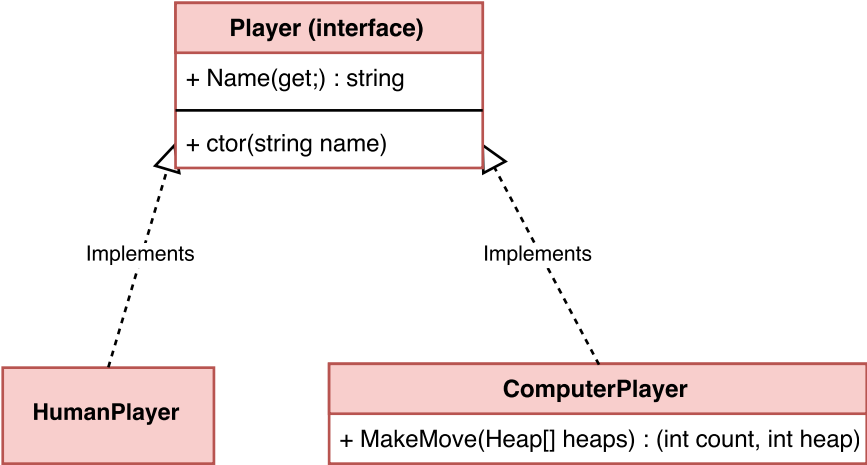 Player (interface)
+ Name(get;) : string
+ ctor(string name)
Implements
Implements
HumanPlayer
ComputerPlayer
+ MakeMove(Heap[] heaps) : (int count, int heap)